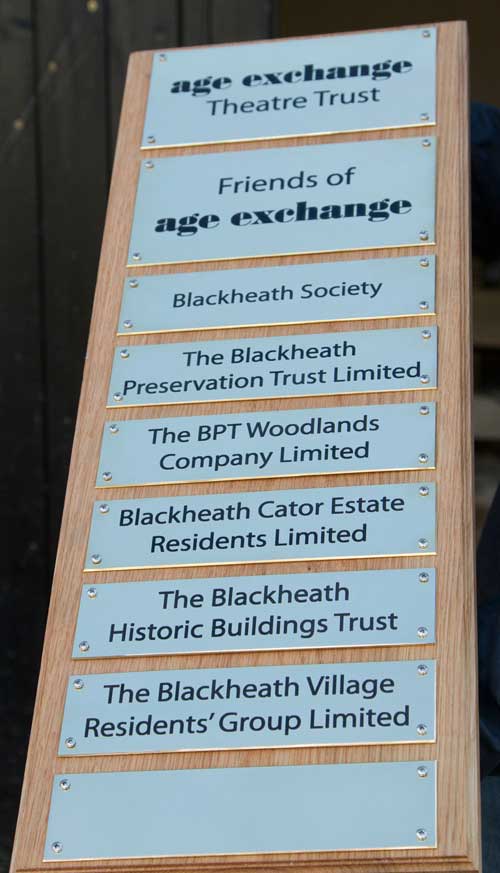 age exchange
Theatre Trust
Friends of
age exchange
Blackheath Society
The Blackheath
Preservation Trust Limited
The BPT Woodlands
Company Limited
Blackheath Cator Estate
Residents Limited
The Blackheath
Historic Buildings Trust
The Blackheath Village
Residents' Group Limited